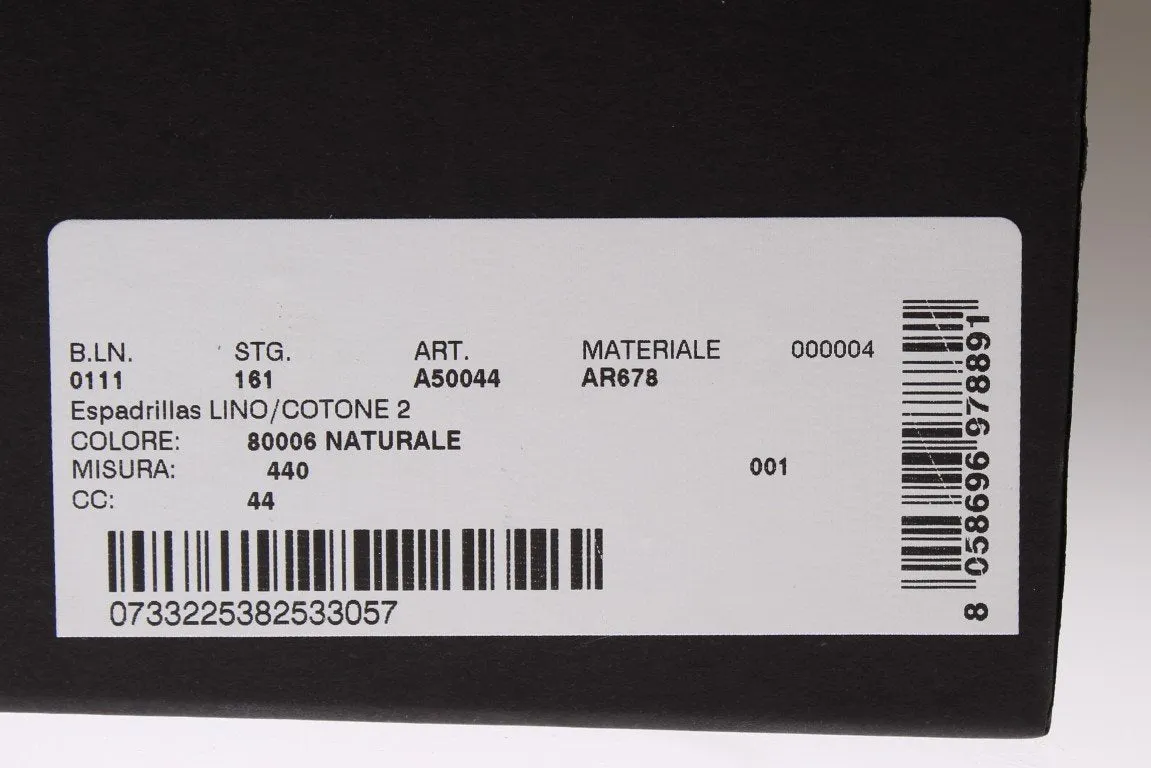 B.LN. STG. ART. MATERIALE 000004
0111 161 A50044 AR678
Espadrillas LINO/COTONE 2
COLORE: 80006 NATURALE
MISURA: 440 001
CC: 44
0733225382533057
8 058696 978891